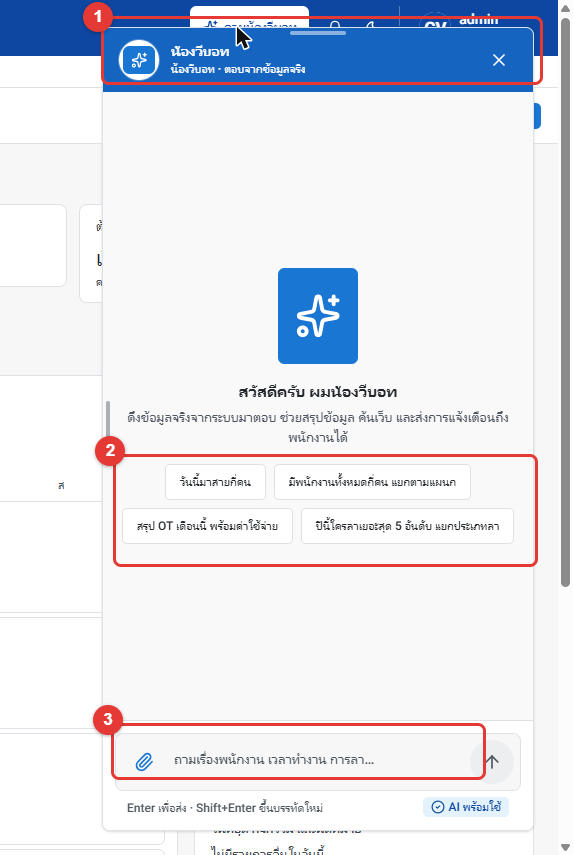 1
admin
น้องวีบอท
น้องวีบอท · ตอบจากข้อมูลจริง
สวัสดีครับ ผมน้องวีบอท
ดึงข้อมูลจริงจากระบบมาตอบ ช่วยสรุปข้อมูล ค้นเว็บ และส่งการแจ้งเตือนถึง
พนักงานได้
2
วันนี้มาสายกี่คน
มีพนักงานทั้งหมดกี่คน แยกตามแผนก
ส
สรุป OT เดือนนี้ พร้อมค่าใช้จ่าย
ปีนี้ใครลาเยอะสุด 5 อันดับ แยกประเภทลา
3
ถามเรื่องพนักงาน เวลาทำงาน การลา...
Enter เพื่อส่ง · Shift+Enter ขึ้นบรรทัดใหม่
AI พร้อมใช้
ไม่มีรายการอื่นในวันนี้